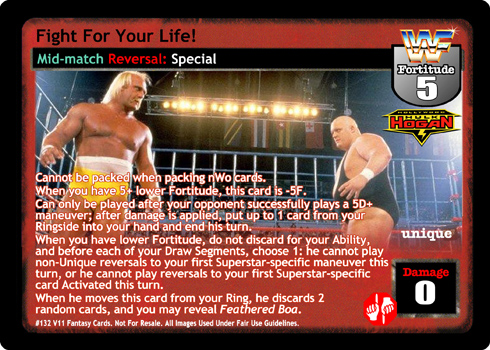 Fight For Your Life!
Mid-match Reversal: Special
WF
Fortitude
5
HOLLYWOOD
HULK
HOGAN
Cannot be packed when packing nWo cards.
When you have 5+ lower Fortitude, this card is -5F.
Can only be played after your opponent successfully plays a 5D+
maneuver; after damage is applied, put up to 1 card from your
Ringside into your hand and end his turn.
When you have lower Fortitude, do not discard for your Ability,
and before each of your Draw Segments, choose 1: he cannot play
non-Unique reversals to your first Superstar-specific maneuver this
turn, or he cannot play reversals to your first Superstar-specific
card Activated this turn.
When he moves this card from your Ring, he discards 2
random cards, and you may reveal Feathered Boa.
unique
Damage
0
#132 V11 Fantasy Cards. Not For Resale. All Images Used Under Fair Use Guidelines.